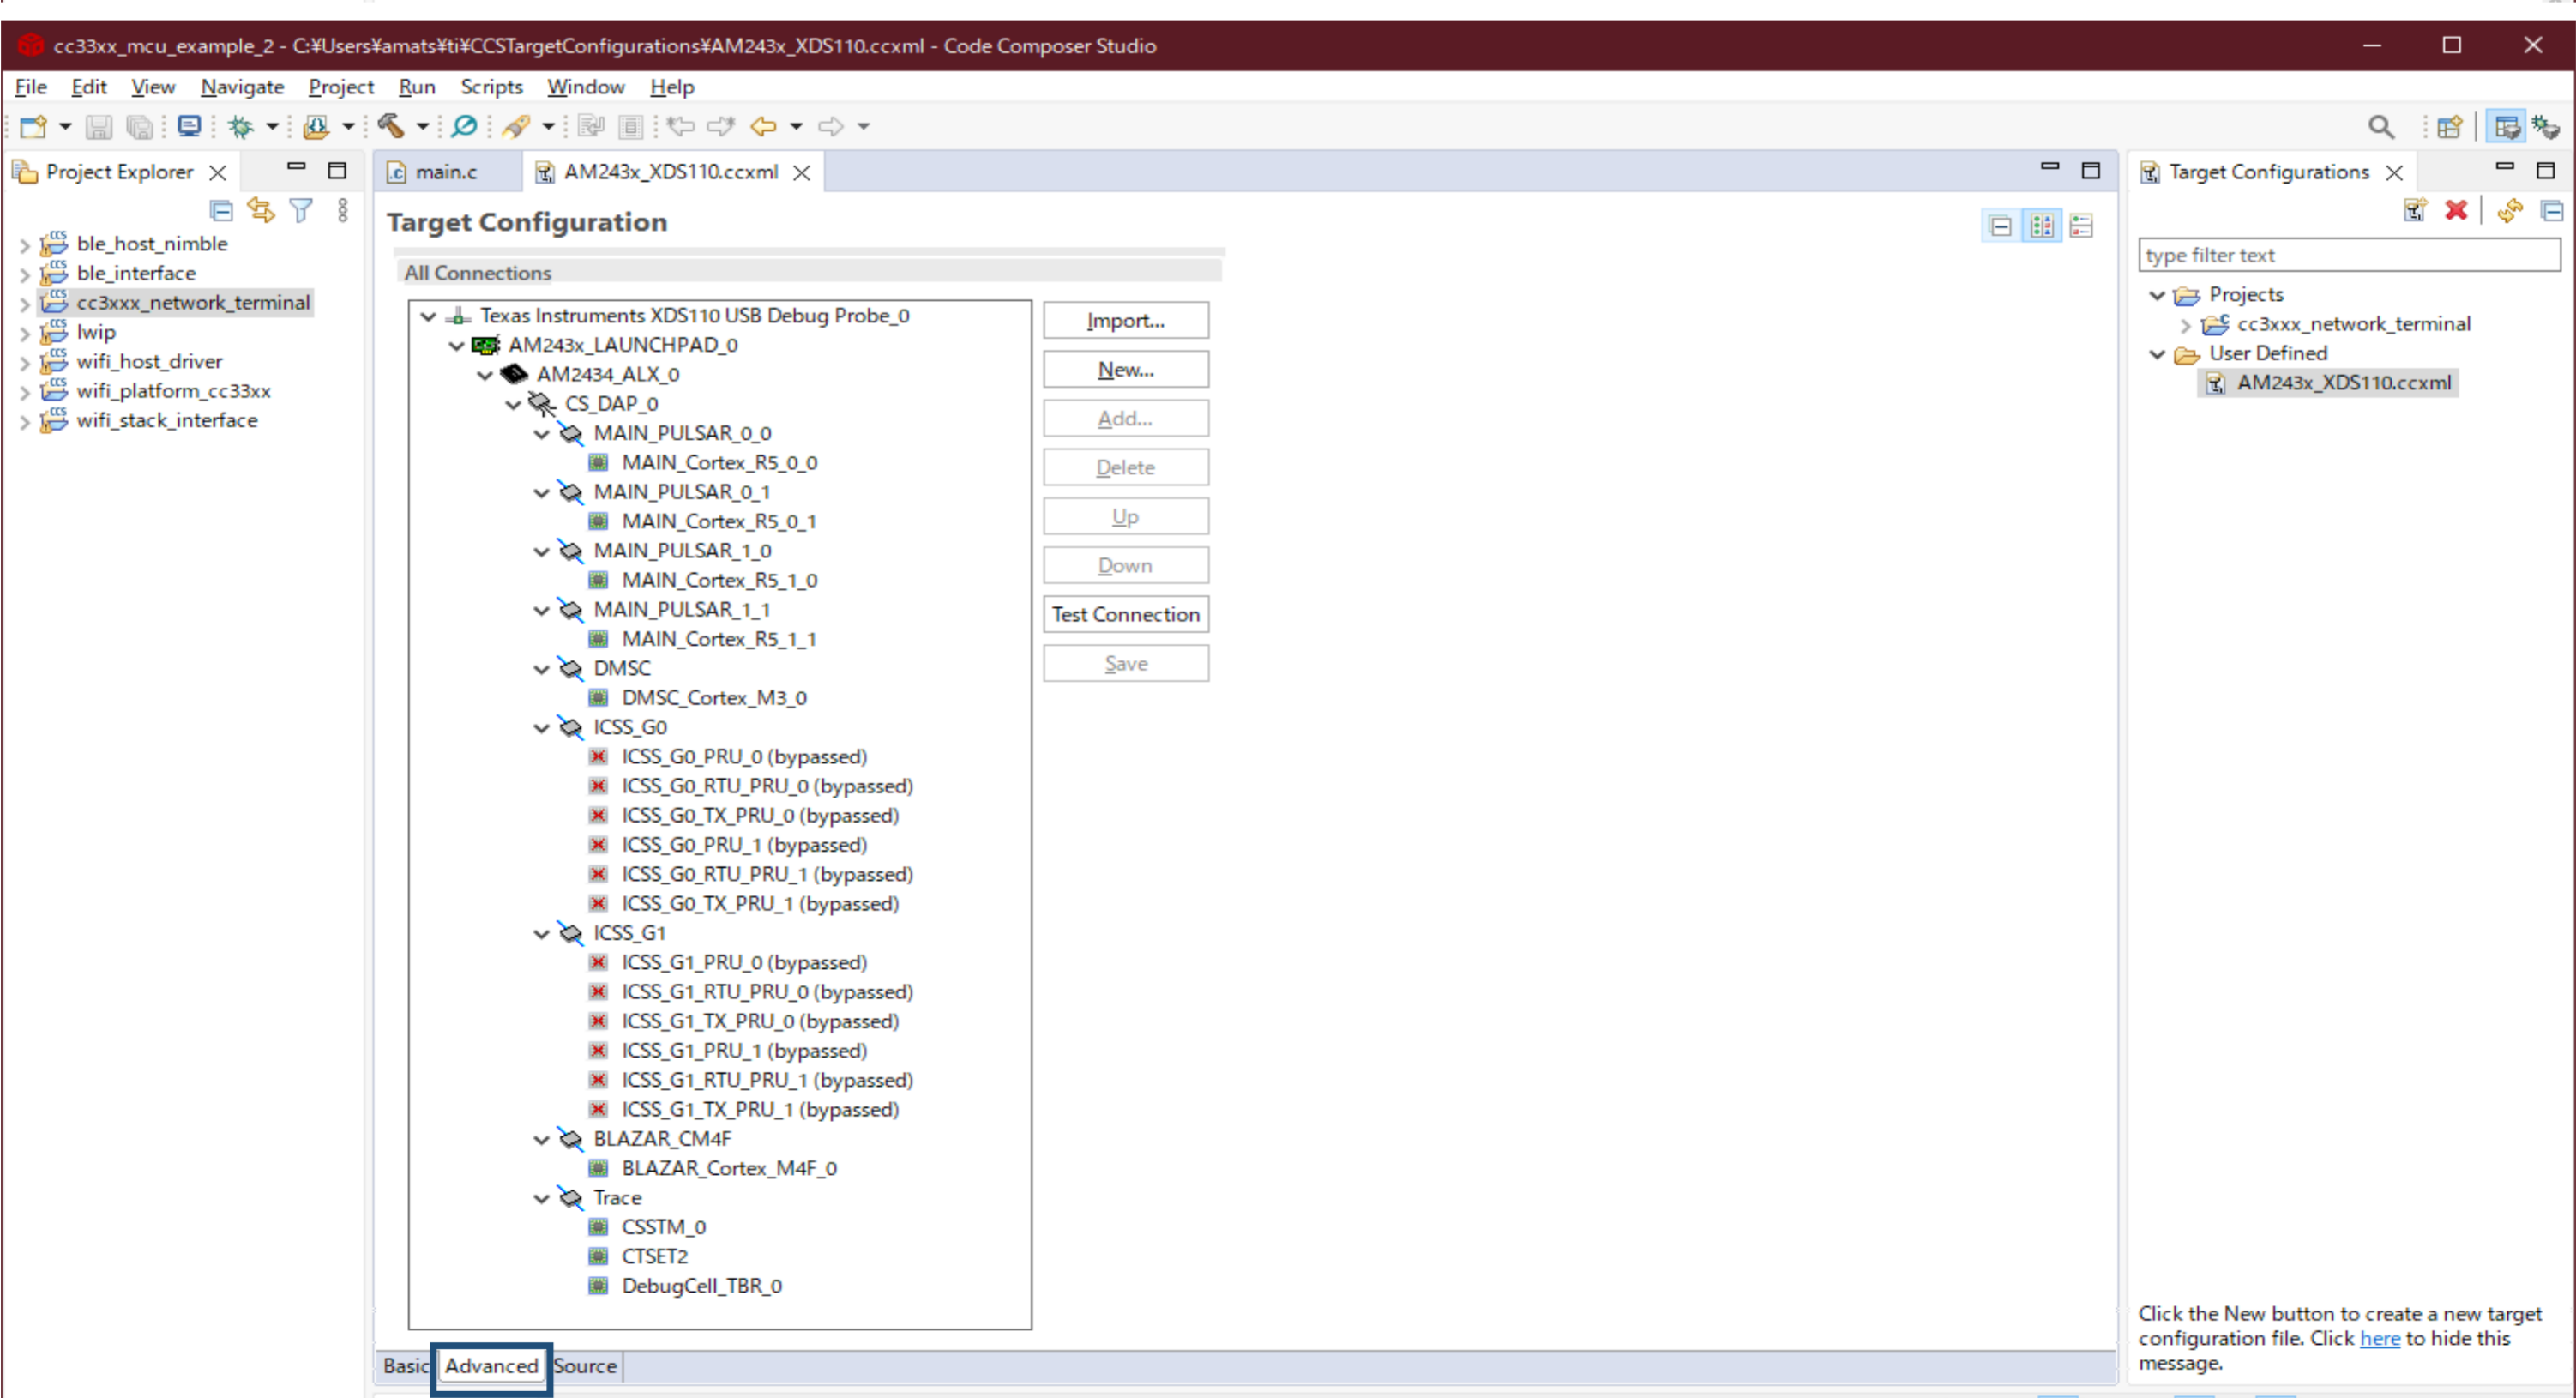 cc33xx_mcu_example_2 - C:¥Users¥amats¥ti¥CCSTargetConfigurations¥AM243x_XDS110.ccxml - Code Composer Studio
File Edit View Navigate Project Run Scripts Window Help
Project Explorer
ble_host_nimble
ble_interface
cc3xxx_network_terminal
lwip
wifi_host_driver
wifi_platform_cc33xx
wifi_stack_interface
main.c
AM243x_XDS110.ccxml
Target Configuration
All Connections
Texas Instruments XDS110 USB Debug Probe_0
AM243x_LAUNCHPAD_0
AM2434_ALX_0
CS_DAP_0
MAIN_PULSAR_0_0
MAIN_Cortex_R5_0_0
MAIN_PULSAR_0_1
MAIN_Cortex_R5_0_1
MAIN_PULSAR_1_0
MAIN_Cortex_R5_1_0
MAIN_PULSAR_1_1
MAIN_Cortex_R5_1_1
DMSC
DMSC_Cortex_M3_0
ICSS_G0
ICSS_G0_PRU_0 (bypassed)
ICSS_G0_RTU_PRU_0 (bypassed)
ICSS_G0_TX_PRU_0 (bypassed)
ICSS_G0_PRU_1 (bypassed)
ICSS_G0_RTU_PRU_1 (bypassed)
ICSS_G0_TX_PRU_1 (bypassed)
ICSS_G1
ICSS_G1_PRU_0 (bypassed)
ICSS_G1_RTU_PRU_0 (bypassed)
ICSS_G1_TX_PRU_0 (bypassed)
ICSS_G1_PRU_1 (bypassed)
ICSS_G1_RTU_PRU_1 (bypassed)
ICSS_G1_TX_PRU_1 (bypassed)
BLAZAR_CM4F
BLAZAR_Cortex_M4F_0
Trace
CSSTM_0
CTSET2
DebugCell_TBR_0
Import...
New...
Add...
Delete
Up
Down
Test Connection
Save
Basic Advanced Source
Target Configurations
type filter text
Projects
cc3xxx_network_terminal
User Defined
AM243x_XDS110.ccxml
Click the New button to create a new target
configuration file. Click here to hide this
message.